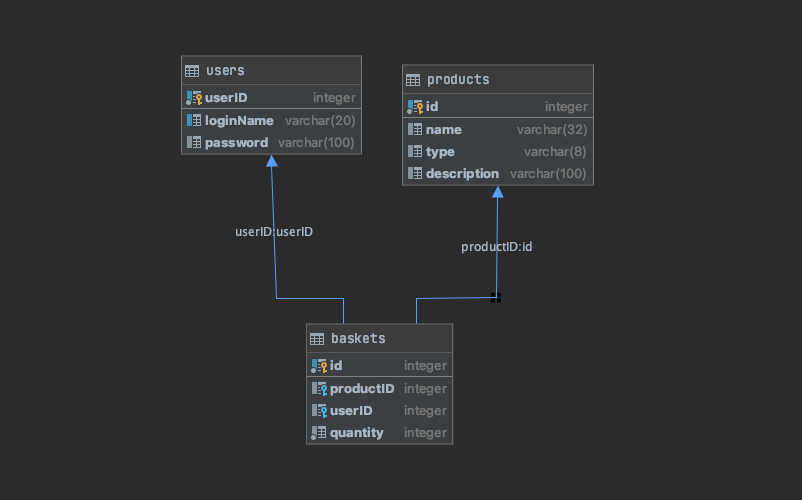 users
userID integer
loginName varchar(20)
password varchar(100)
products
id integer
name varchar(32)
type varchar(8)
description varchar(100)
userID:userID
productID:id
baskets
id integer
productID integer
userID integer
quantity integer